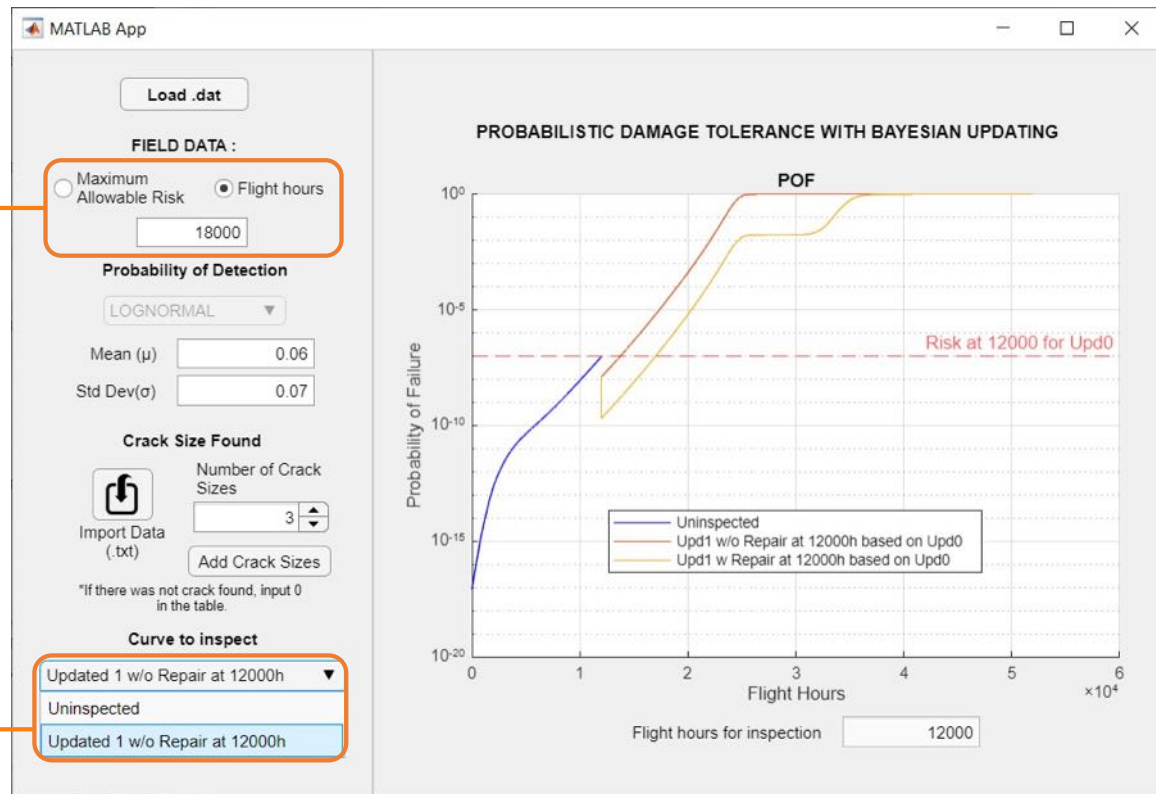 MATLAB App
Load .dat
FIELD DATA :
Maximum
Allowable Risk
Flight hours
18000
Probability of Detection
LOGNORMAL
Mean (μ)
0.06
Std Dev(σ)
0.07
Crack Size Found
Number of Crack
Sizes
3
Import Data
(.txt)
Add Crack Sizes
*If there was not crack found, input 0
in the table.
Curve to inspect
Updated 1 w/o Repair at 12000h
Uninspected
Updated 1 w/o Repair at 12000h
PROBABILISTIC DAMAGE TOLERANCE WITH BAYESIAN UPDATING
POF
Probability of Failure
10⁰
10⁻⁵
10⁻¹⁰
10⁻¹⁵
10⁻²⁰
Risk at 12000 for Upd0
Uninspected
Upd1 w/o Repair at 12000h based on Upd0
Upd1 w Repair at 12000h based on Upd0
0 1 2 3 4 5 6
×10⁴
Flight Hours
Flight hours for inspection
12000